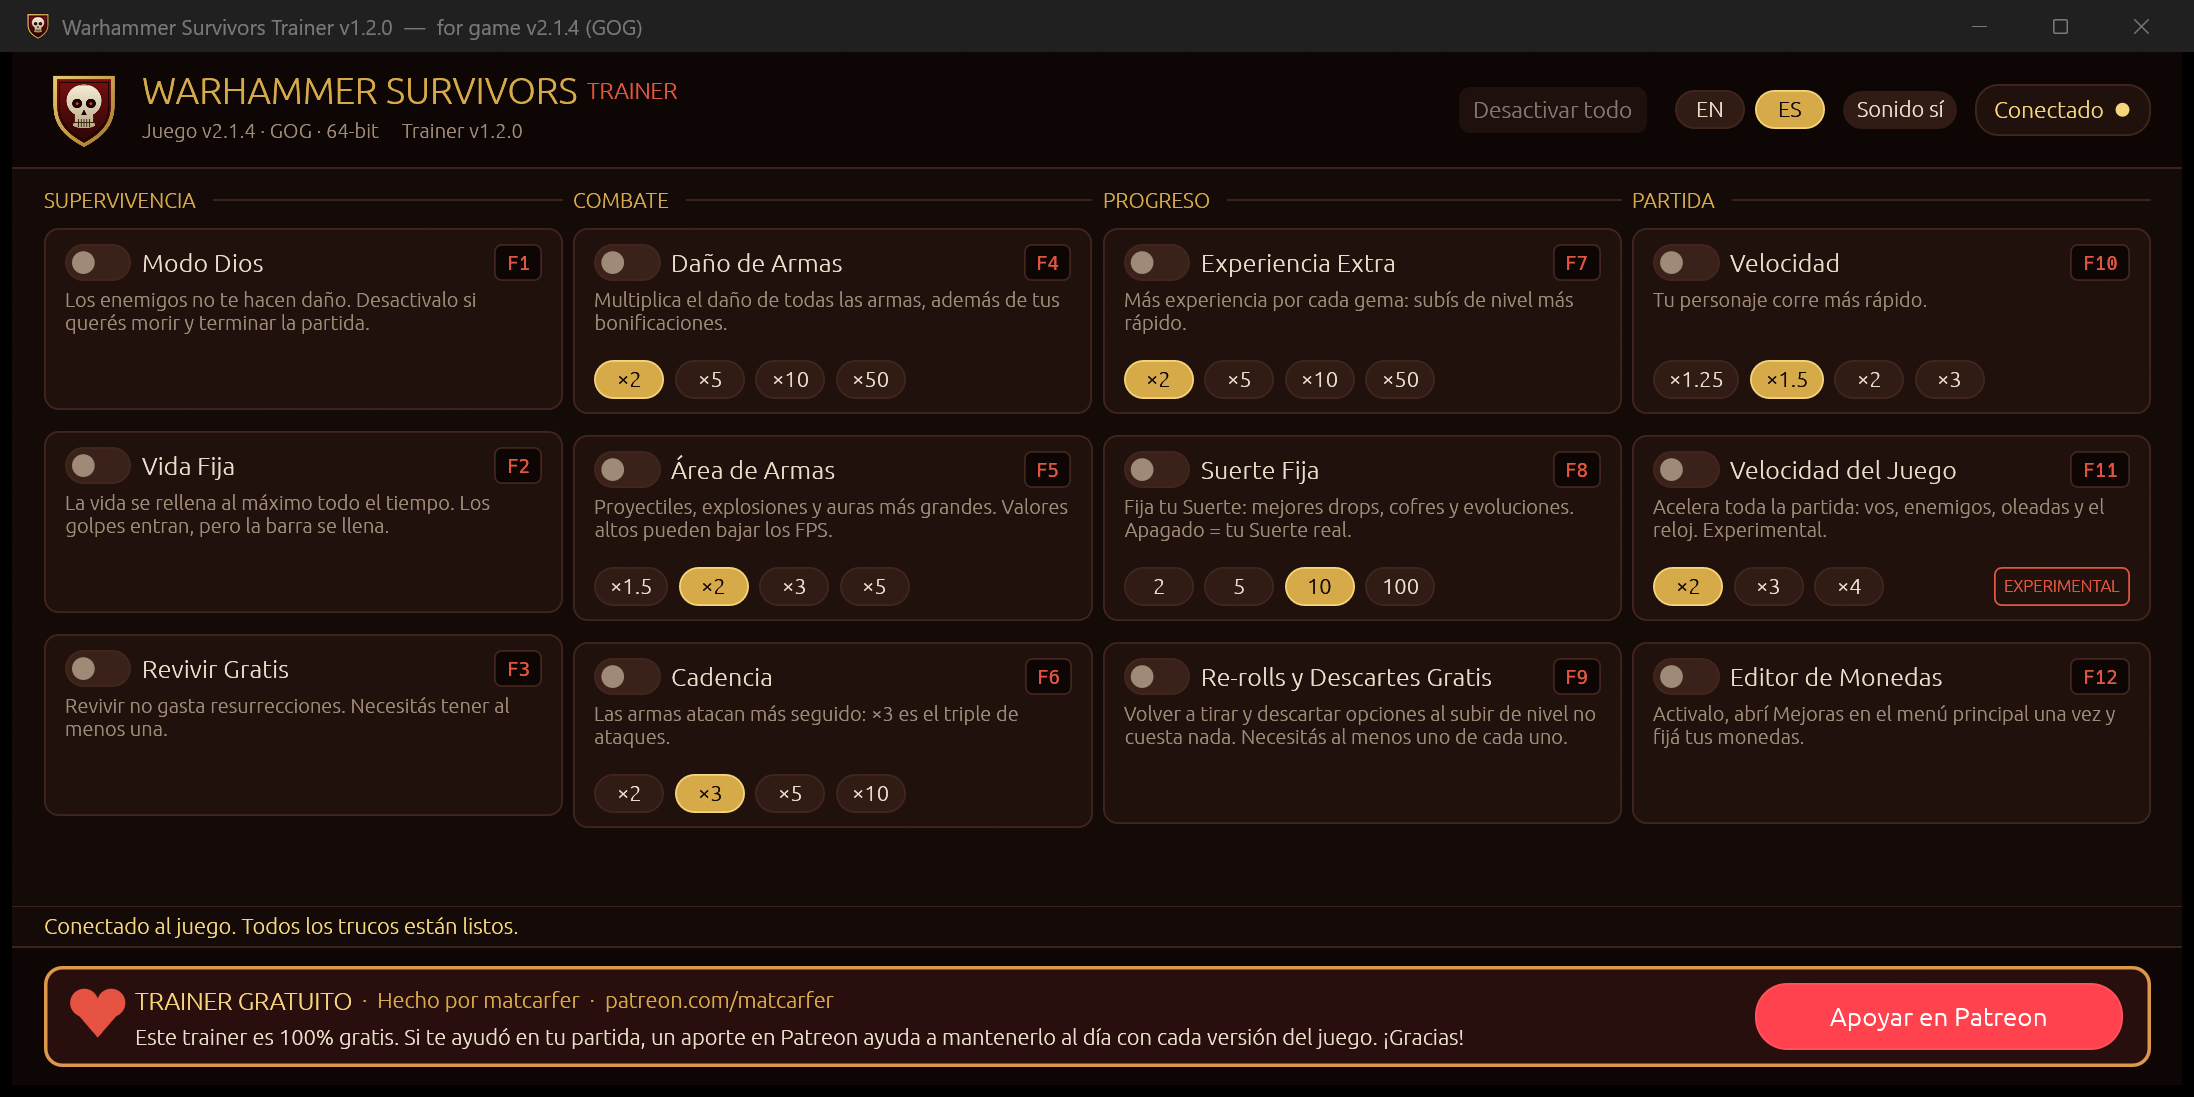 Warhammer Survivors Trainer v1.2.0 — for game v2.1.4 (GOG)
WARHAMMER SURVIVORS TRAINER
Juego v2.1.4 · GOG · 64-bit Trainer v1.2.0
Desactivar todo
EN
ES
Sonido sí
Conectado
SUPERVIVENCIA
Modo Dios
F1
Los enemigos no te hacen daño. Desactivalo si
querés morir y terminar la partida.
Vida Fija
F2
La vida se rellena al máximo todo el tiempo. Los
golpes entran, pero la barra se llena.
Revivir Gratis
F3
Revivir no gasta resurrecciones. Necesitás tener al
menos una.
COMBATE
Daño de Armas
F4
Multiplica el daño de todas las armas, además de tus
bonificaciones.
×2 ×5 ×10 ×50
Área de Armas
F5
Proyectiles, explosiones y auras más grandes. Valores
altos pueden bajar los FPS.
×1.5 ×2 ×3 ×5
Cadencia
F6
Las armas atacan más seguido: ×3 es el triple de
ataques.
×2 ×3 ×5 ×10
PROGRESO
Experiencia Extra
F7
Más experiencia por cada gema: subís de nivel más
rápido.
×2 ×5 ×10 ×50
Suerte Fija
F8
Fija tu Suerte: mejores drops, cofres y evoluciones.
Apagado = tu Suerte real.
2 5 10 100
Re-rolls y Descartes Gratis
F9
Volver a tirar y descartar opciones al subir de nivel no
cuesta nada. Necesitás al menos uno de cada uno.
PARTIDA
Velocidad
F10
Tu personaje corre más rápido.
×1.25 ×1.5 ×2 ×3
Velocidad del Juego
F11
Acelera toda la partida: vos, enemigos, oleadas y el
reloj. Experimental.
×2 ×3 ×4 EXPERIMENTAL
Editor de Monedas
F12
Activalo, abrí Mejoras en el menú principal una vez y
fijá tus monedas.
Conectado al juego. Todos los trucos están listos.
TRAINER GRATUITO · Hecho por matcarfer · patreon.com/matcarfer
Este trainer es 100% gratis. Si te ayudó en tu partida, un aporte en Patreon ayuda a mantenerlo al día con cada versión del juego. ¡Gracias!
Apoyar en Patreon